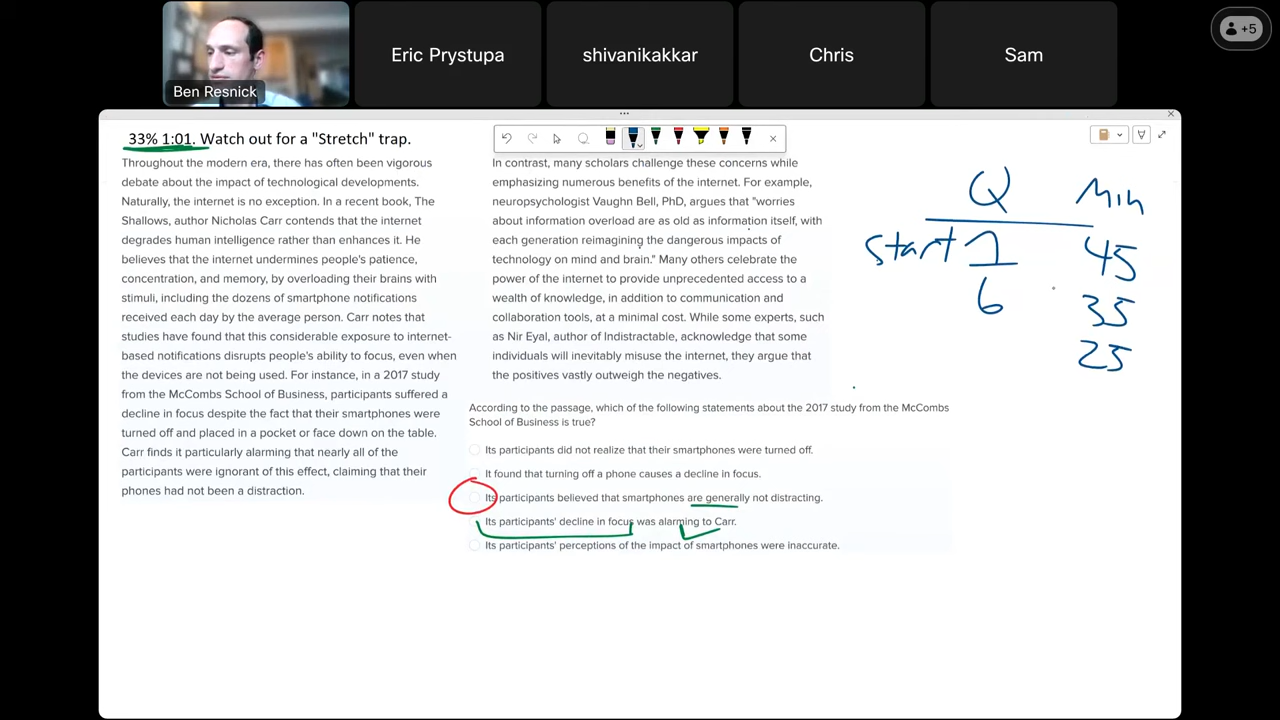 Eric Prystupa
shivanikakkar
Chris
Sam
+5
Ben Resnick
33% 1:01. Watch out for a "Stretch" trap.
Throughout the modern era, there has often been vigorous
debate about the impact of technological developments.
Naturally, the internet is no exception. In a recent book, The
Shallows, author Nicholas Carr contends that the internet
degrades human intelligence rather than enhances it. He
believes that the internet undermines people's patience,
concentration, and memory, by overloading their brains with
stimuli, including the dozens of smartphone notifications
received each day by the average person. Carr notes that
studies have found that this considerable exposure to internet-
based notifications disrupts people's ability to focus, even when
the devices are not being used. For instance, in a 2017 study
from the McCombs School of Business, participants suffered a
decline in focus despite the fact that their smartphones were
turned off and placed in a pocket or face down on the table.
Carr finds it particularly alarming that nearly all of the
participants were ignorant of this effect, claiming that their
phones had not been a distraction.
In contrast, many scholars challenge these concerns while
emphasizing numerous benefits of the internet. For example,
neuropsychologist Vaughn Bell, PhD, argues that "worries
about information overload are as old as information itself, with
each generation reimagining the dangerous impacts of
technology on mind and brain." Many others celebrate the
power of the internet to provide unprecedented access to a
wealth of knowledge, in addition to communication and
collaboration tools, at a minimal cost. While some experts, such
as Nir Eyal, author of Indistractable, acknowledge that some
individuals will inevitably misuse the internet, they argue that
the positives vastly outweigh the negatives.
According to the passage, which of the following statements about the 2017 study from the McCombs
School of Business is true?
Its participants did not realize that their smartphones were turned off.
It found that turning off a phone causes a decline in focus.
Its participants believed that smartphones are generally not distracting.
Its participants' decline in focus was alarming to Carr.
Its participants' perceptions of the impact of smartphones were inaccurate.
Q Min
start 1 45
6 35
25